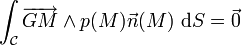 ∫_𝒞 \overrightarrow{GM} ∧ p(M) \vec{n}(M) dS = \vec{0}